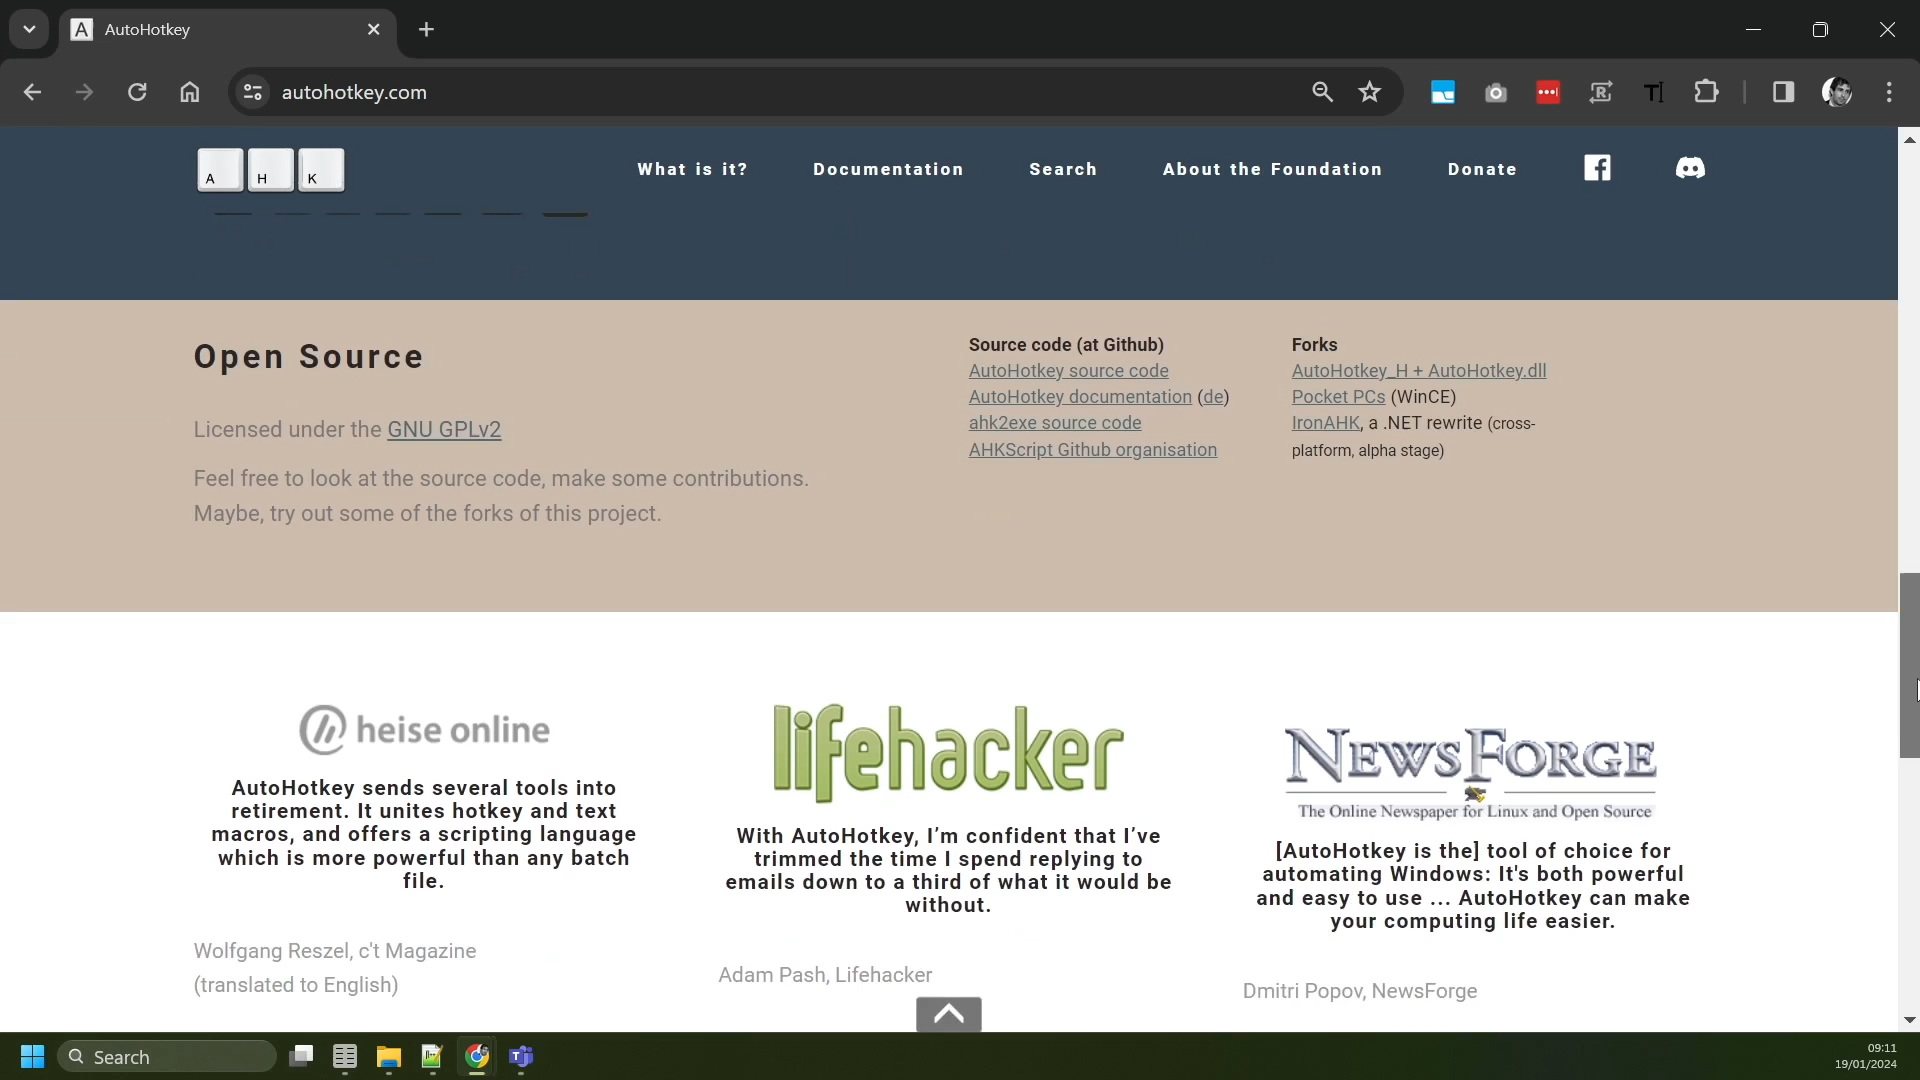 AutoHotkey
autohotkey.com
A H K
What is it?
Documentation
Search
About the Foundation
Donate
Open Source
Licensed under the GNU GPLv2
Feel free to look at the source code, make some contributions.
Maybe, try out some of the forks of this project.
Source code (at Github)
AutoHotkey source code
AutoHotkey documentation (de)
ahk2exe source code
AHKScript Github organisation
Forks
AutoHotkey_H + AutoHotkey.dll
Pocket PCs (WinCE)
IronAHK, a .NET rewrite (cross-
platform, alpha stage)
heise online
AutoHotkey sends several tools into
retirement. It unites hotkey and text
macros, and offers a scripting language
which is more powerful than any batch
file.
Wolfgang Reszel, c't Magazine
(translated to English)
lifehacker
With AutoHotkey, I’m confident that I’ve
trimmed the time I spend replying to
emails down to a third of what it would be
without.
Adam Pash, Lifehacker
NEWSFORGE
The Online Newspaper for Linux and Open Source
[AutoHotkey is the] tool of choice for
automating Windows: It's both powerful
and easy to use ... AutoHotkey can make
your computing life easier.
Dmitri Popov, NewsForge
Search
09:11
19/01/2024